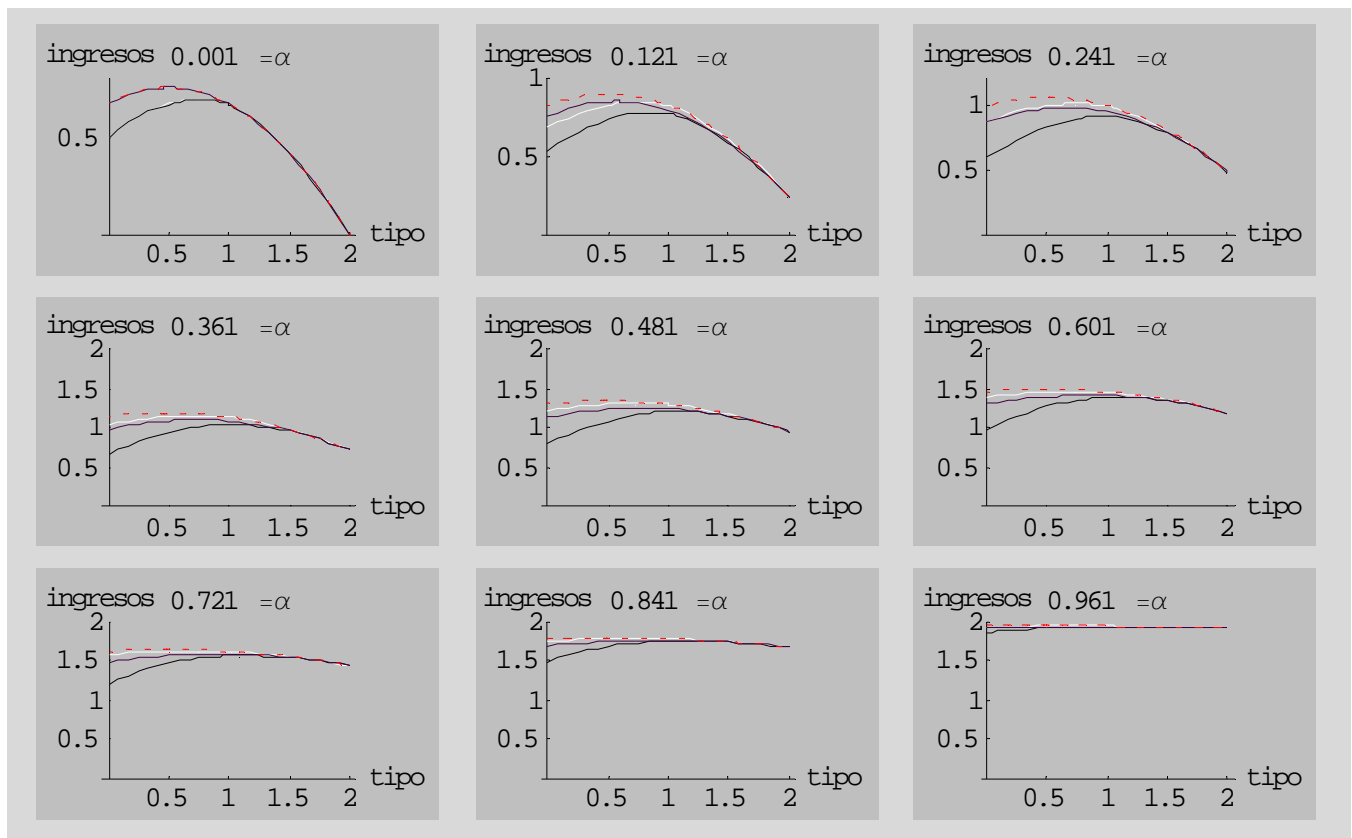 ingresos 0.001 =α
0.5
tipo
0.5 1 1.5 2
ingresos 0.121 =α
1
0.5
tipo
0.5 1 1.5 2
ingresos 0.241 =α
1
0.5
tipo
0.5 1 1.5 2
ingresos 0.361 =α
2
1.5
1
0.5
tipo
0.5 1 1.5 2
ingresos 0.481 =α
2
1.5
1
0.5
tipo
0.5 1 1.5 2
ingresos 0.601 =α
2
1.5
1
0.5
tipo
0.5 1 1.5 2
ingresos 0.721 =α
2
1.5
1
0.5
tipo
0.5 1 1.5 2
ingresos 0.841 =α
2
1.5
1
0.5
tipo
0.5 1 1.5 2
ingresos 0.961 =α
2
1.5
1
0.5
tipo
0.5 1 1.5 2